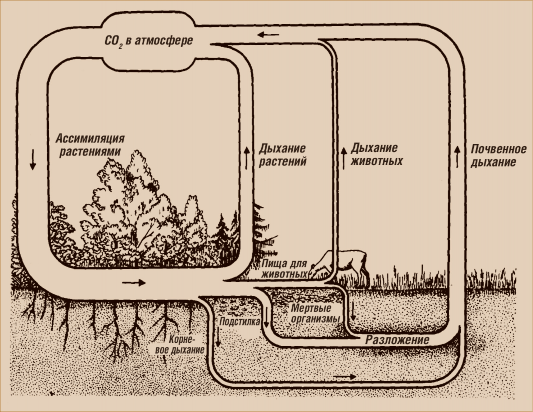 CO2 в атмосфере
Ассимиляция
растениями
Дыхание
растений
Дыхание
животных
Почвенное
дыхание
Пища для
животных
Подстилка
Мертвые
организмы
Корне-
вое дыхание
Разложение